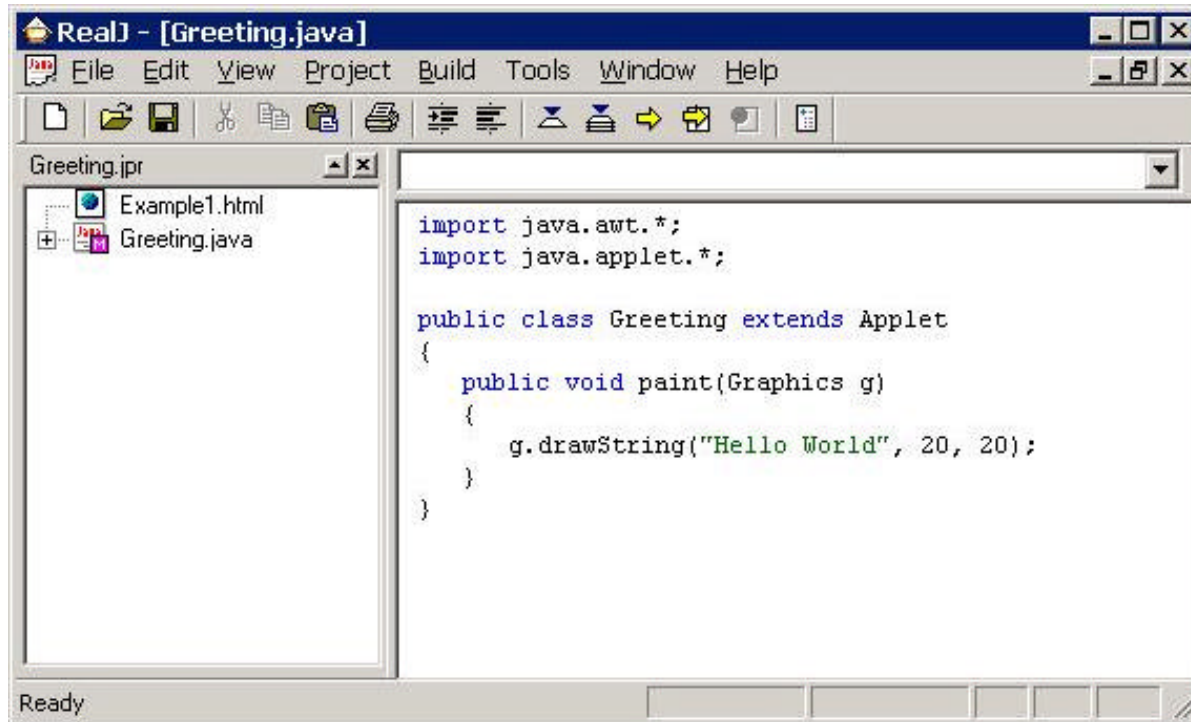 RealJ - [Greeting.java]
File Edit View Project Build Tools Window Help
Greeting.jpr
Example1.html
Greeting.java
import java.awt.*;
import java.applet.*;
public class Greeting extends Applet
{
public void paint(Graphics g)
{
g.drawString("Hello World", 20, 20);
}
}
Ready